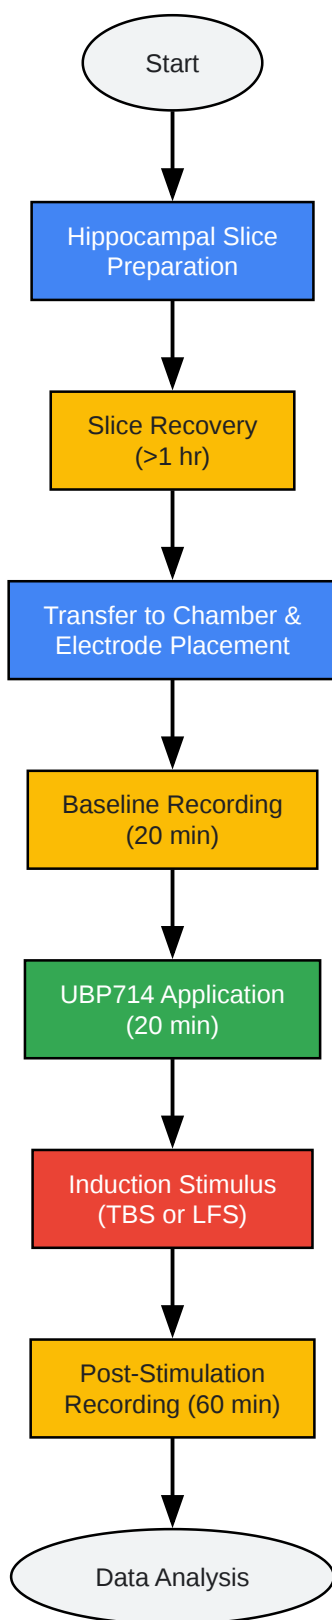 Start
Hippocampal Slice
Preparation
Slice Recovery
(>1 hr)
Transfer to Chamber &
Electrode Placement
Baseline Recording
(20 min)
UBP714 Application
(20 min)
Induction Stimulus
(TBS or LFS)
Post-Stimulation
Recording (60 min)
Data Analysis